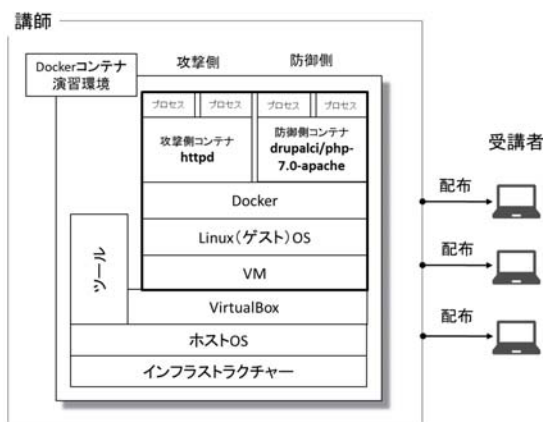 講師
Dockerコンテナ
演習環境
攻撃側
防御側
プロセス
プロセス
プロセス
プロセス
攻撃側コンテナ
httpd
防御側コンテナ
drupalci/php-
7.0-apache
Docker
Linux(ゲスト)OS
VM
ツール
VirtualBox
ホストOS
インフラストラクチャー
受講者
配布
配布
配布